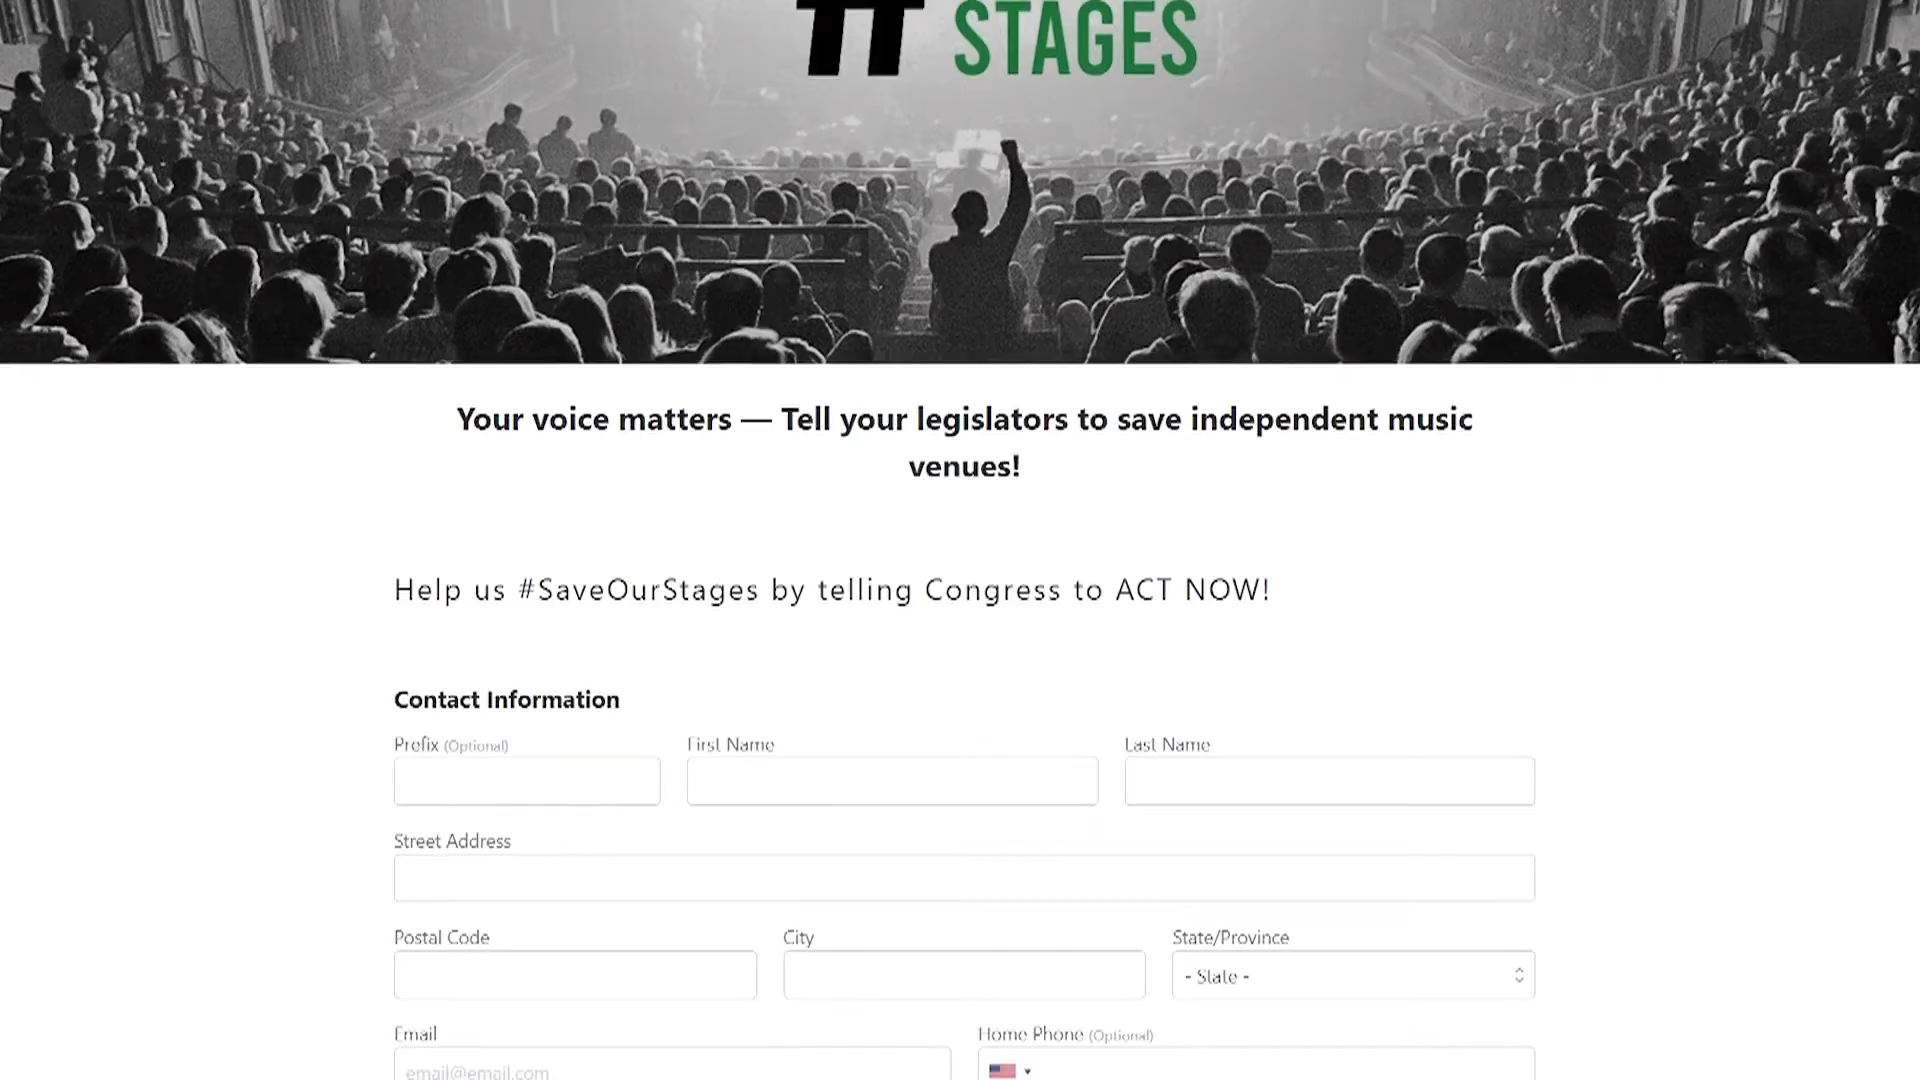 # STAGES
Your voice matters — Tell your legislators to save independent music
venues!
Help us #SaveOurStages by telling Congress to ACT NOW!
Contact Information
Prefix (Optional) First Name Last Name
Street Address
Postal Code City State/Province
- State -
Email Home Phone (Optional)
email@email.com